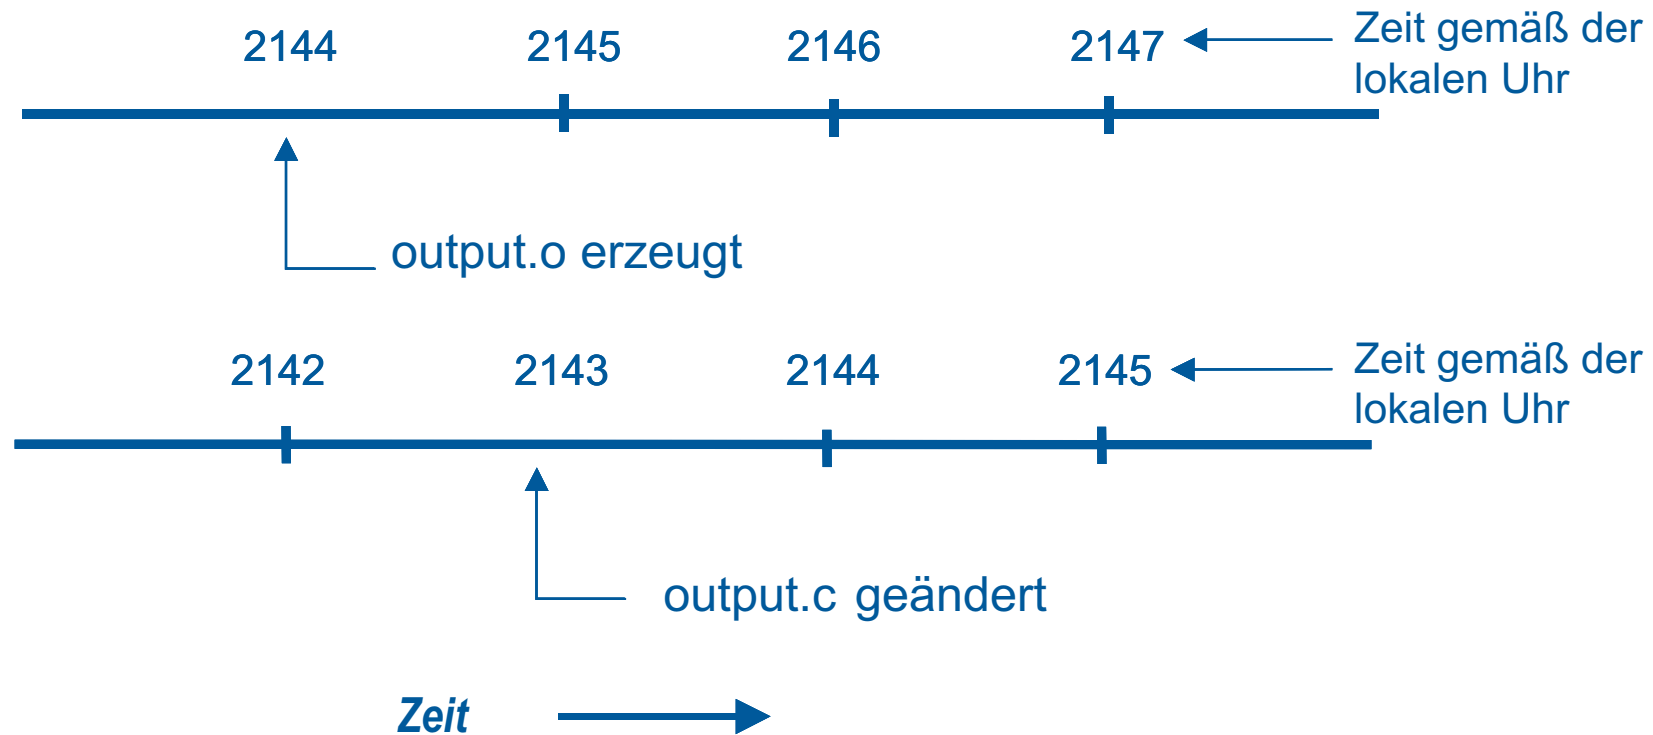 2144 2145 2146 2147 Zeit gemäß der
lokalen Uhr
output.o erzeugt
2142 2143 2144 2145 Zeit gemäß der
lokalen Uhr
output.c geändert
Zeit